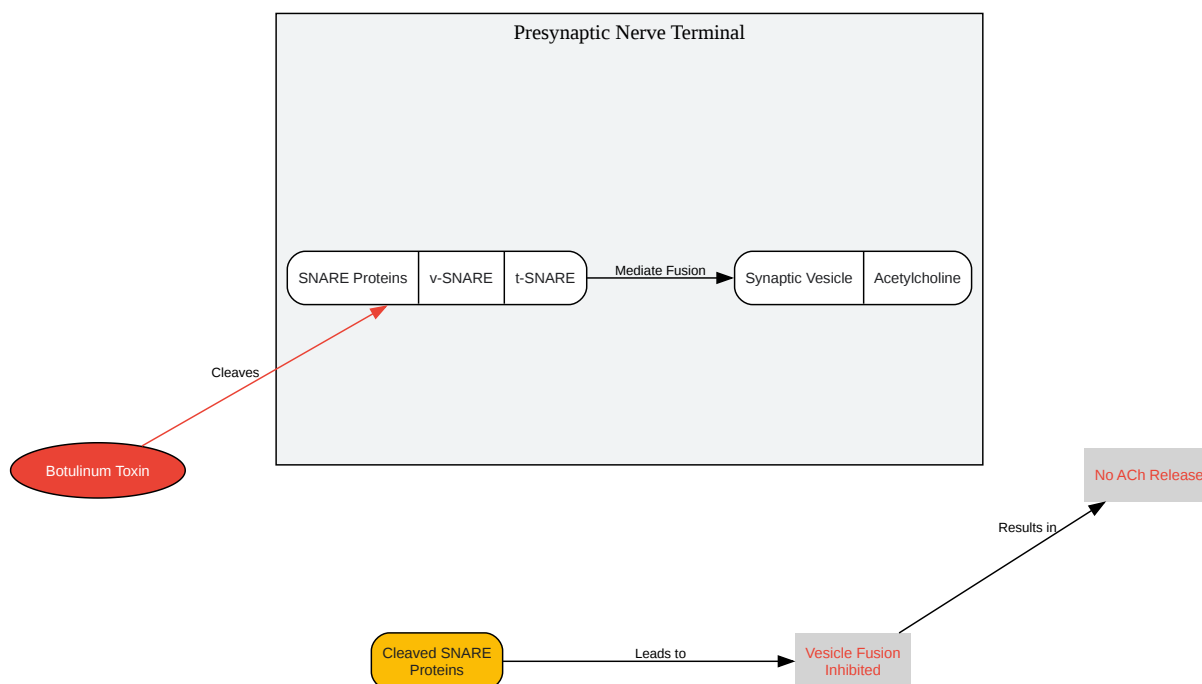 Presynaptic Nerve Terminal
SNARE Proteins
v-SNARE
t-SNARE
Mediate Fusion
Synaptic Vesicle
Acetylcholine
Cleaves
Botulinum Toxin
No ACh Release
Results in
Cleaved SNARE
Proteins
Leads to
Vesicle Fusion
Inhibited